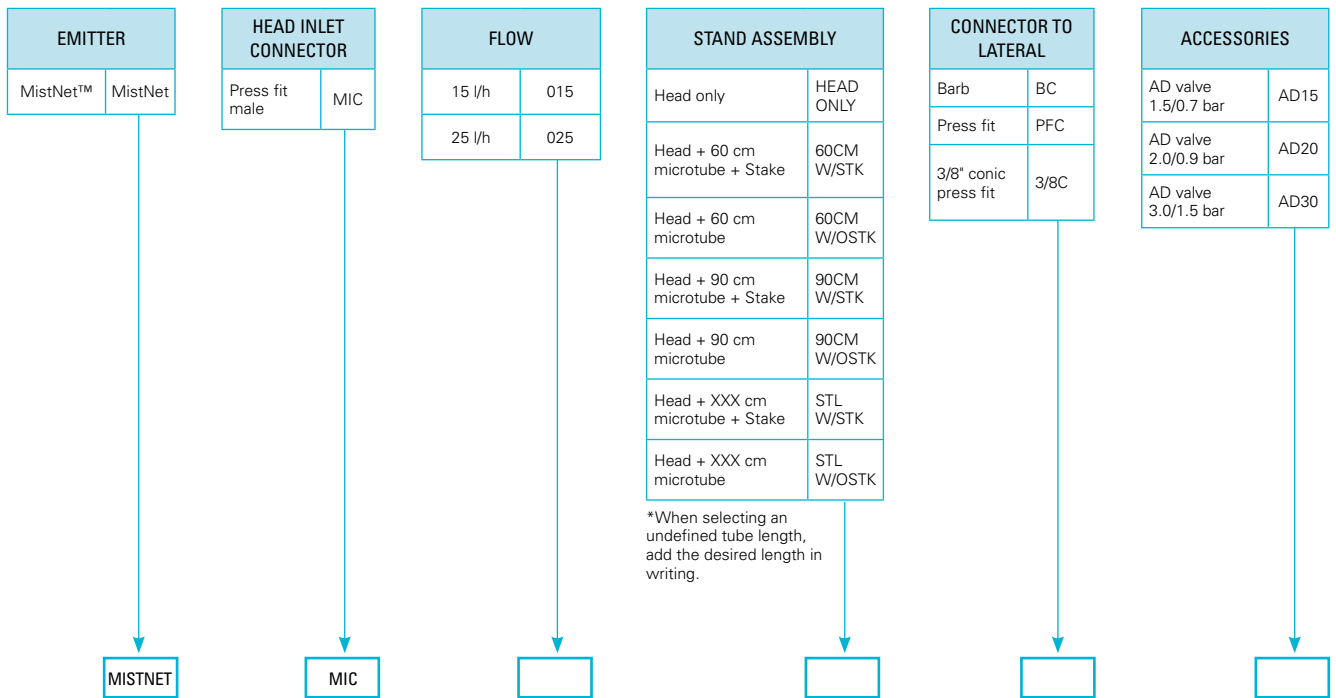 EMITTER
MistNet™ MistNet
HEAD INLET
CONNECTOR
Press fit
male
MIC
FLOW
15 l/h 015
25 l/h 025
STAND ASSEMBLY
Head only
HEAD
ONLY
Head + 60 cm
microtube + Stake
60CM
W/STK
Head + 60 cm
microtube
60CM
W/OSTK
Head + 90 cm
microtube + Stake
90CM
W/STK
Head + 90 cm
microtube
90CM
W/OSTK
Head + XXX cm
microtube + Stake
STL
W/STK
Head + XXX cm
microtube
STL
W/OSTK
*When selecting an
undefined tube length,
add the desired length in
writing.
CONNECTOR TO
LATERAL
Barb BC
Press fit PFC
3/8" conic
press fit
3/8C
ACCESSORIES
AD valve
1.5/0.7 bar
AD15
AD valve
2.0/0.9 bar
AD20
AD valve
3.0/1.5 bar
AD30
MISTNET
MIC